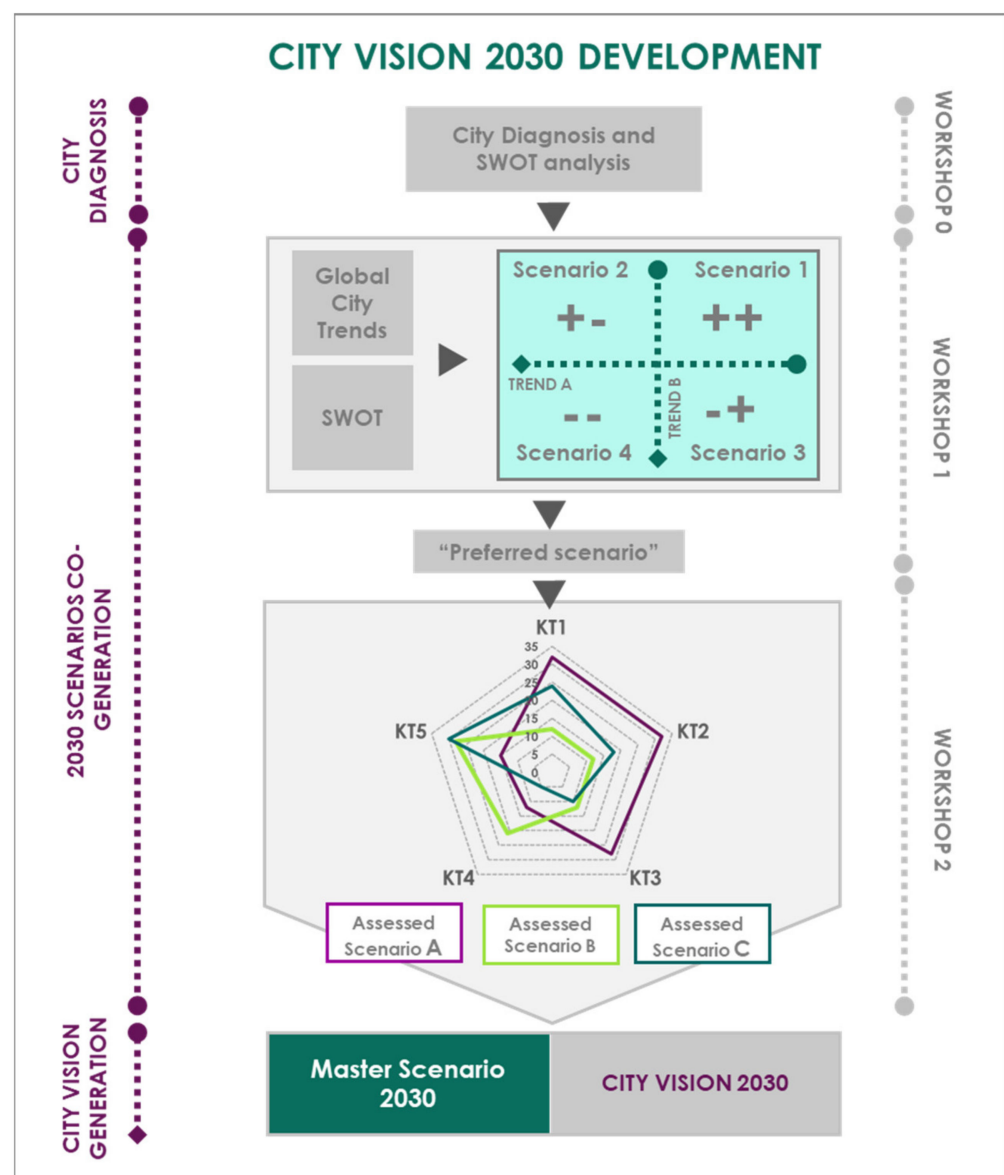 CITY VISION 2030 DEVELOPMENT
CITY
DIAGNOSIS
City Diagnosis and
SWOT analysis
WORKSHOP 0
Global
City
Trends
SWOT
Scenario 2
Scenario 1
+-
++
TREND A
TREND B
--
-+
Scenario 4
Scenario 3
WORKSHOP 1
"Preferred scenario"
2030 SCENARIOS CO-
GENERATION
KT1
35
30
25
20
15
10
5
0
KT5
KT2
KT4
KT3
WORKSHOP 2
Assessed
Scenario A
Assessed
Scenario B
Assessed
Scenario C
CITY VISION
GENERATION
Master Scenario
2030
CITY VISION 2030